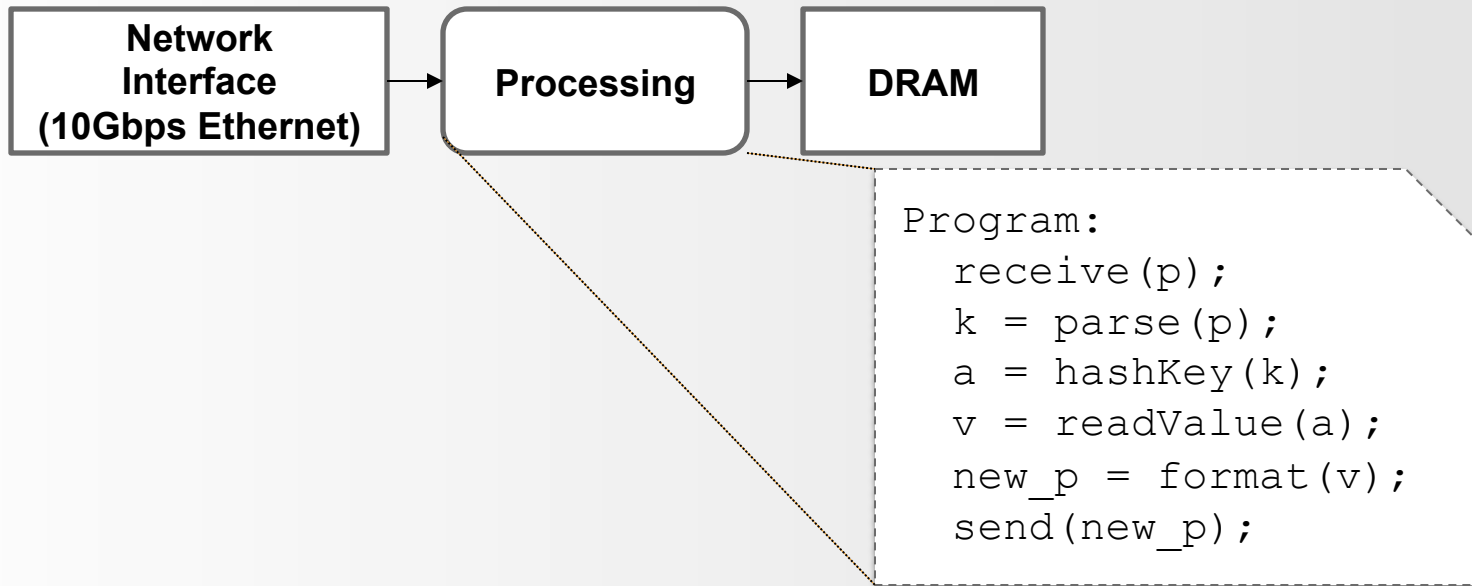 Network
Interface
(10Gbps Ethernet)
Processing
DRAM
Program:
receive(p);
k = parse(p);
a = hashKey(k);
v = readValue(a);
new_p = format(v);
send(new_p);